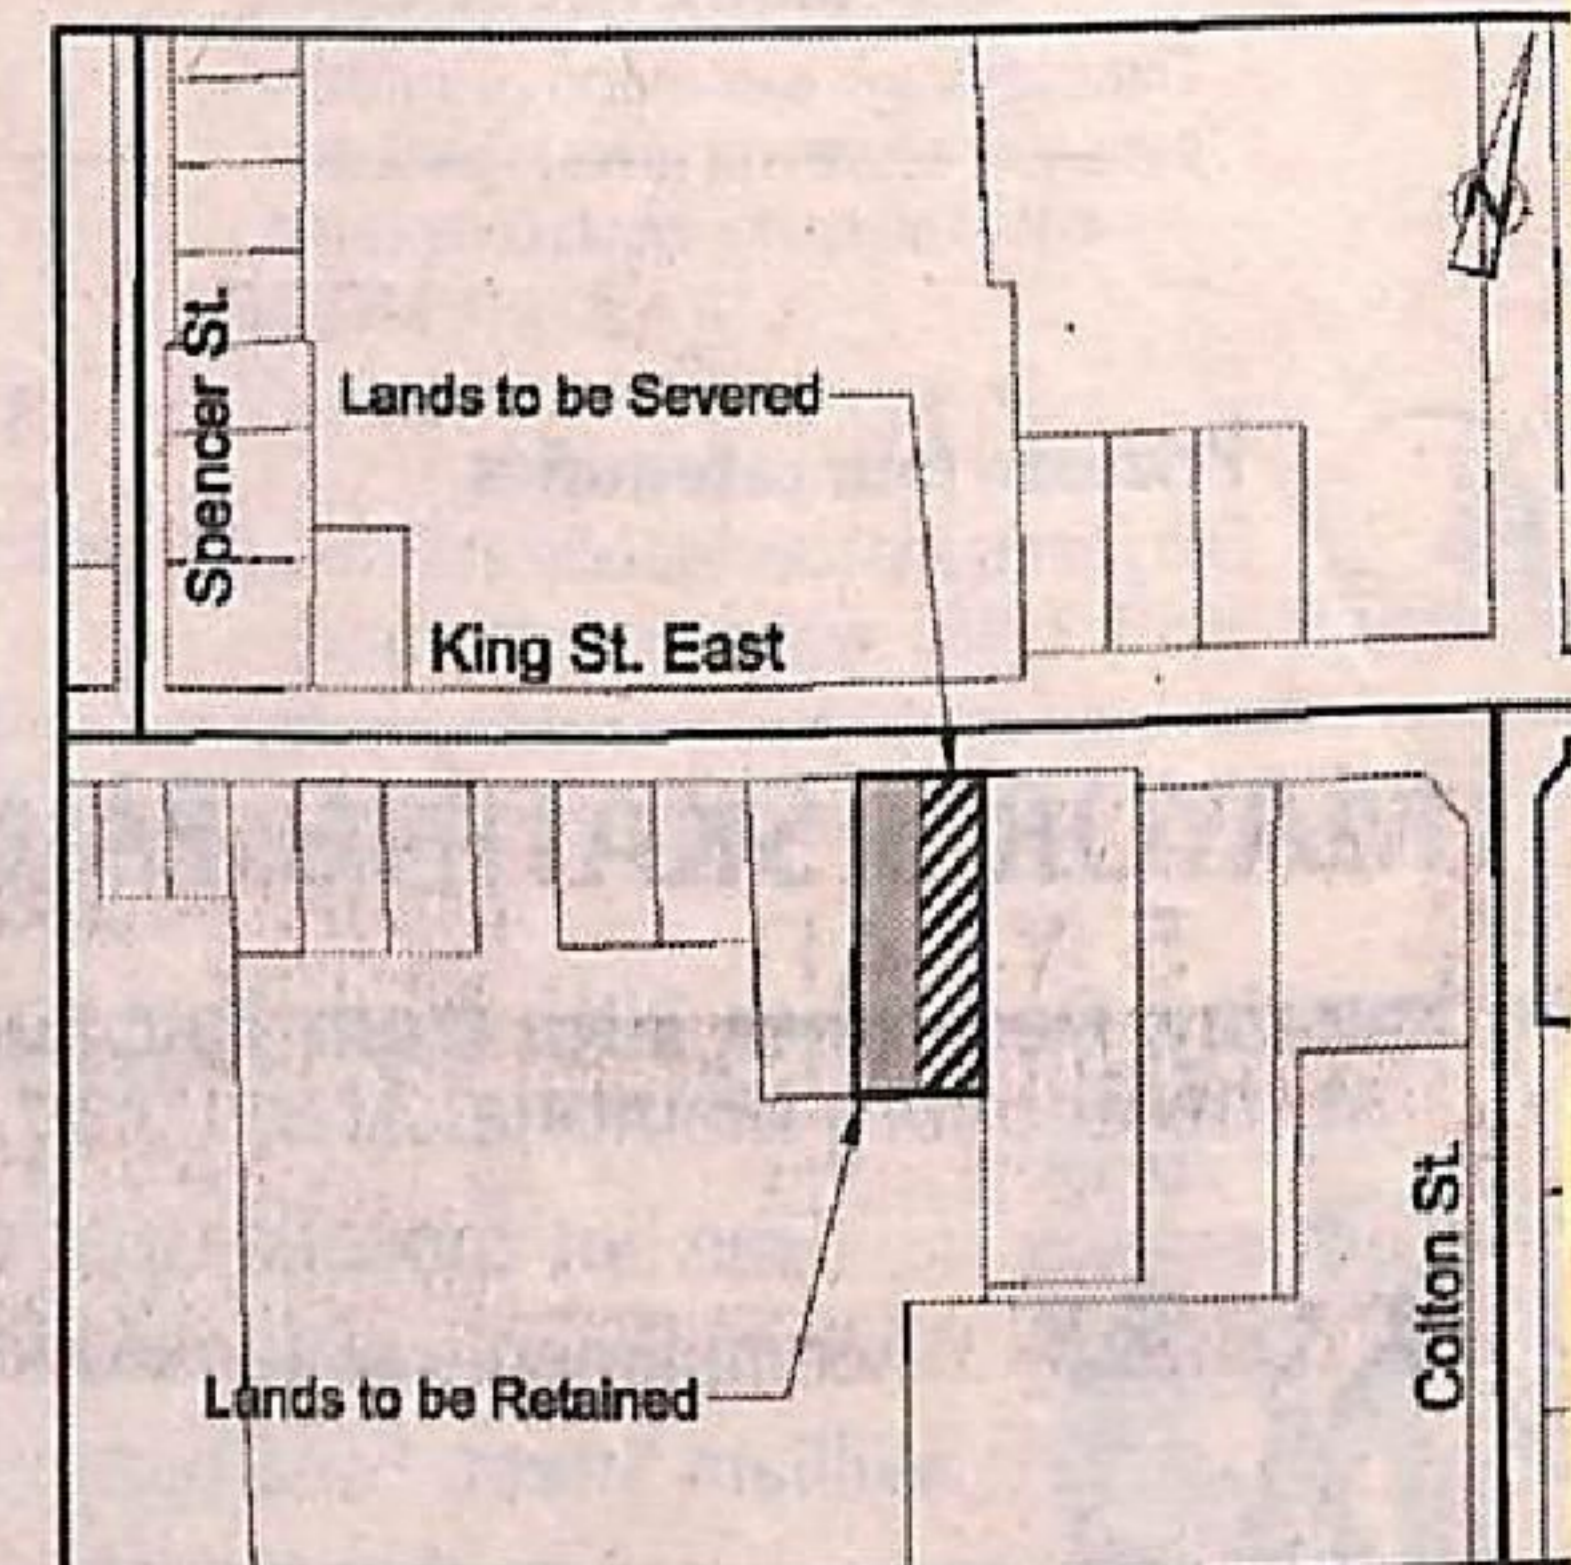 N
Spencer St.
Lands to be Severed
King St. East
Lands to be Retained
Colton St.